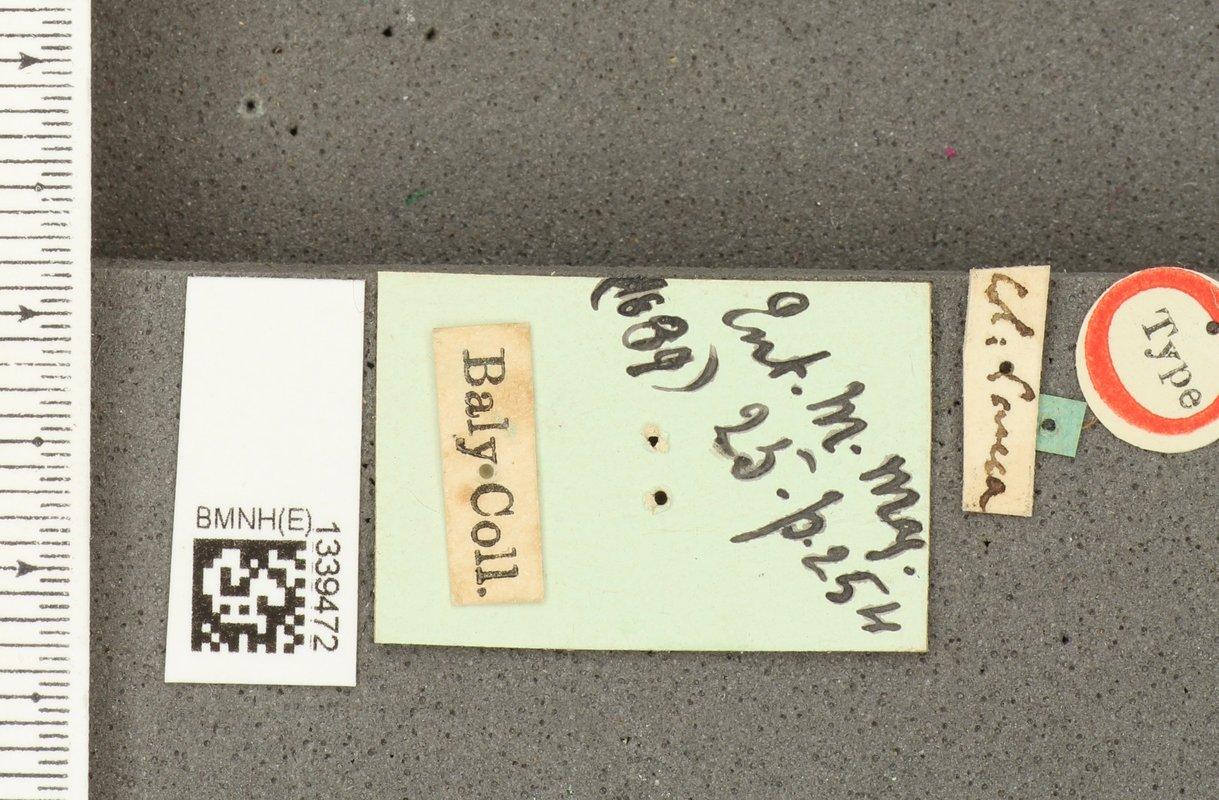 BMNH(E)
1339472
Baly Coll.
Ent. M. Mag.
25. p. 254
(1889)
Type